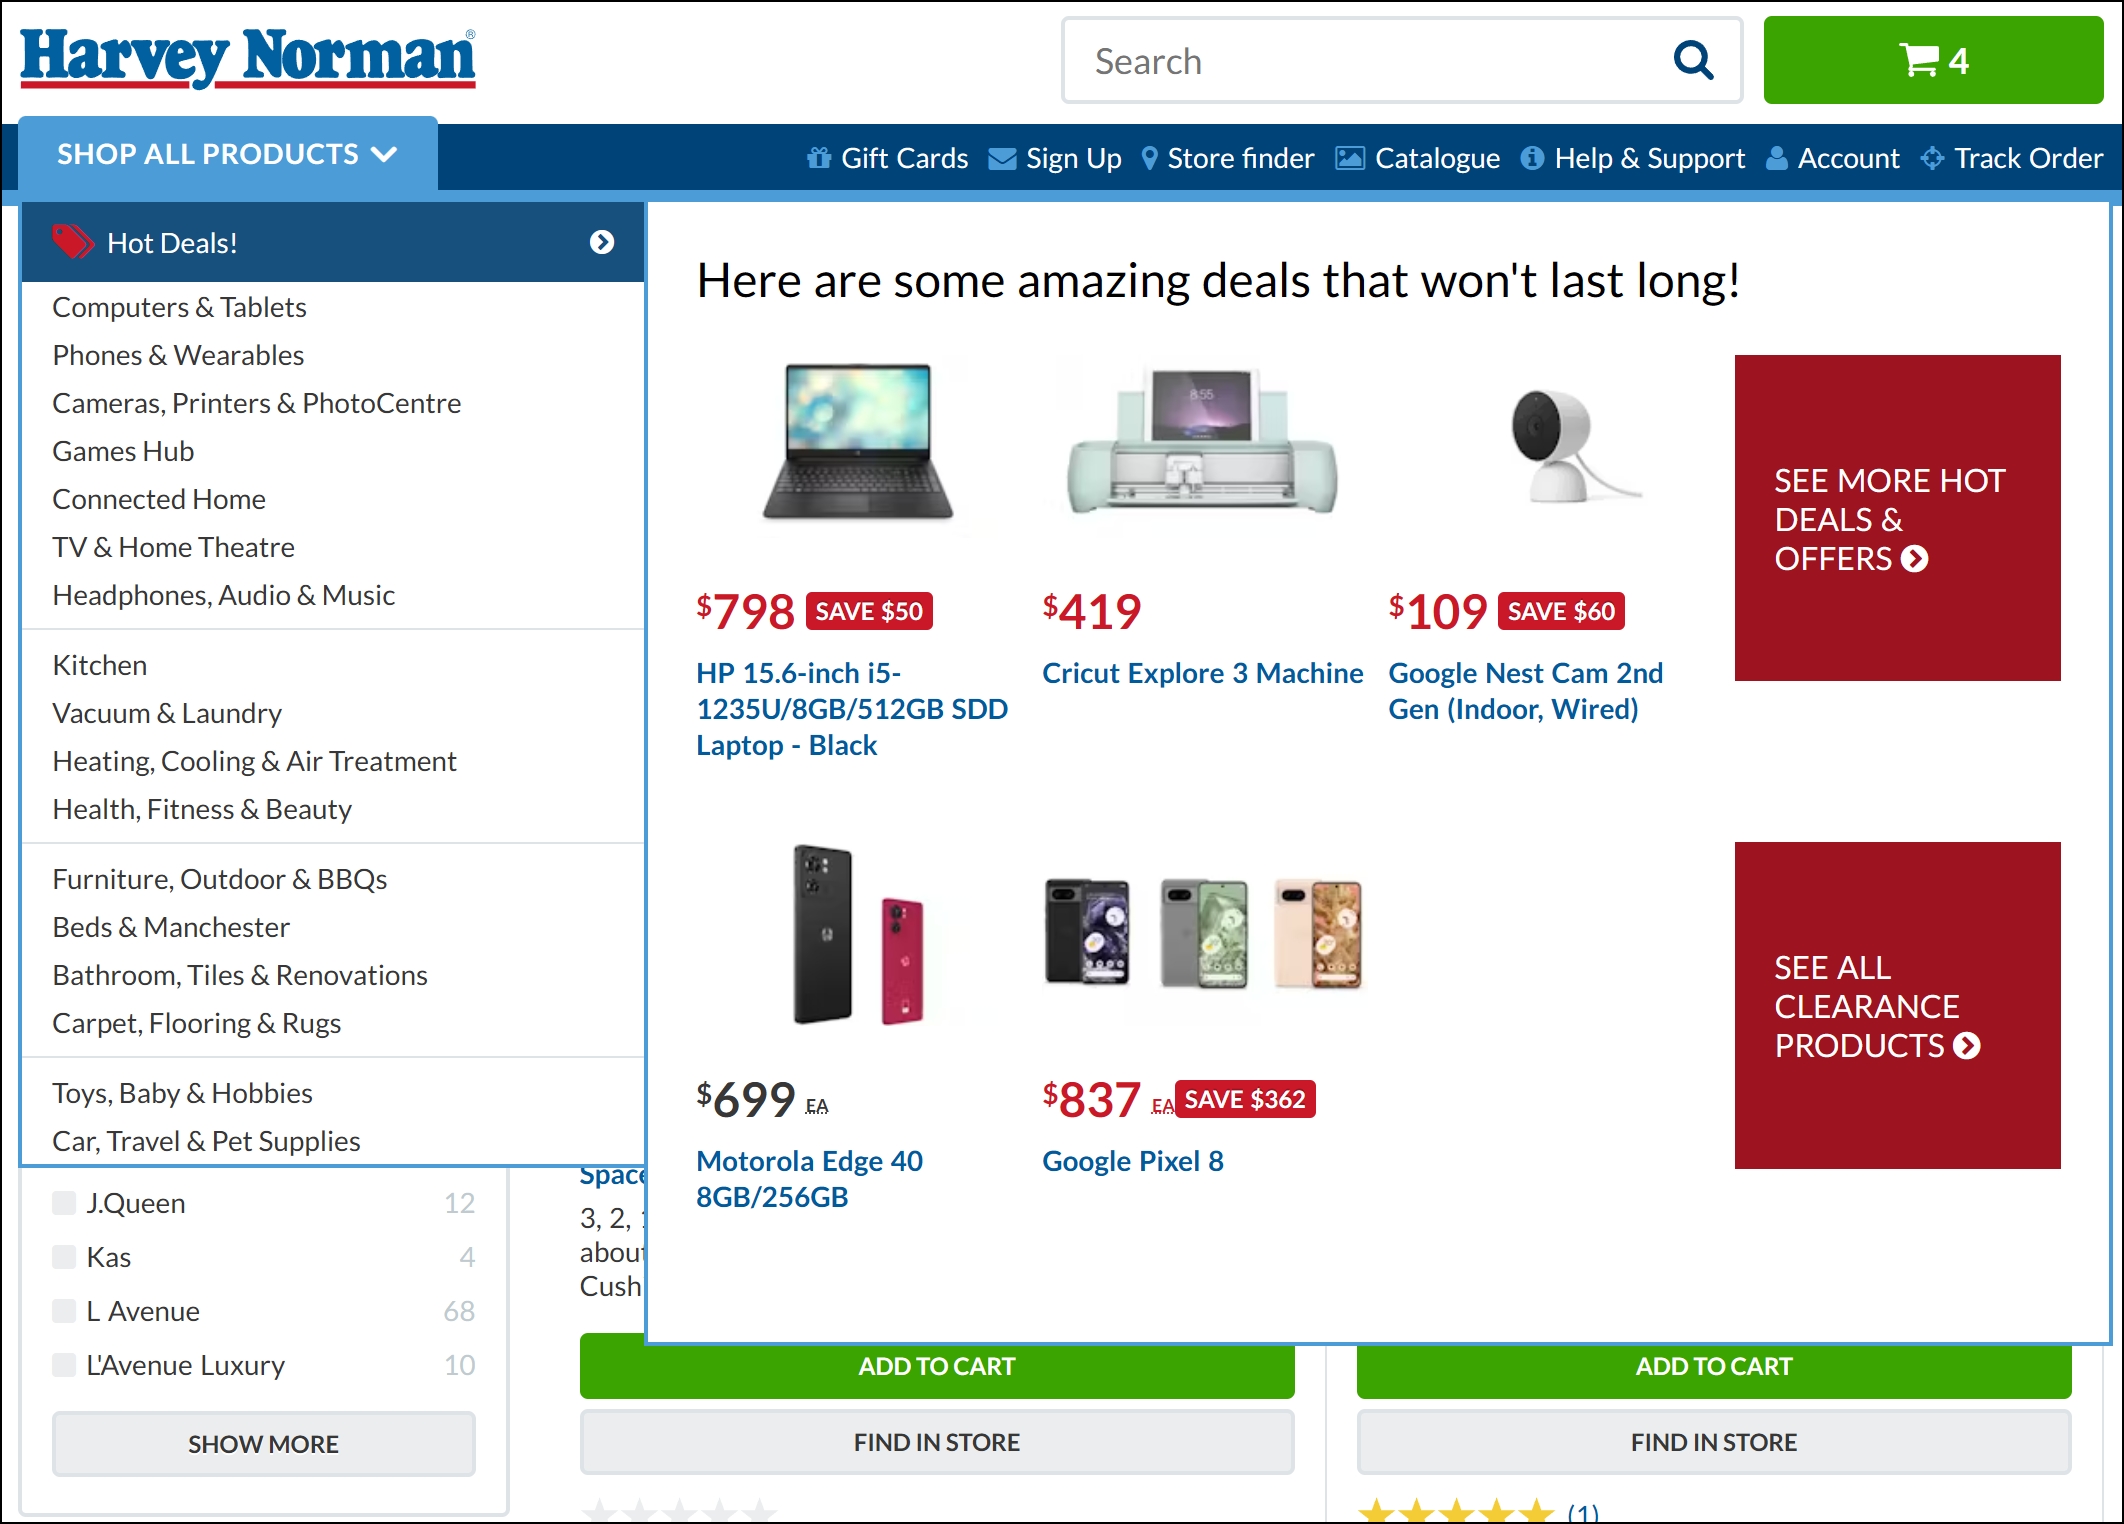 Harvey Norman®
Search
4
SHOP ALL PRODUCTS
Gift Cards Sign Up Store finder Catalogue Help & Support Account Track Order
Hot Deals!
Computers & Tablets
Phones & Wearables
Cameras, Printers & PhotoCentre
Games Hub
Connected Home
TV & Home Theatre
Headphones, Audio & Music
Kitchen
Vacuum & Laundry
Heating, Cooling & Air Treatment
Health, Fitness & Beauty
Furniture, Outdoor & BBQs
Beds & Manchester
Bathroom, Tiles & Renovations
Carpet, Flooring & Rugs
Toys, Baby & Hobbies
Car, Travel & Pet Supplies
Here are some amazing deals that won't last long!
8:55
$798 SAVE $50
HP 15.6-inch i5-
1235U/8GB/512GB SDD
Laptop - Black
$419
Cricut Explore 3 Machine
$109 SAVE $60
Google Nest Cam 2nd
Gen (Indoor, Wired)
SEE MORE HOT
DEALS &
OFFERS
$699 EA
Motorola Edge 40
8GB/256GB
$837 EA SAVE $362
Google Pixel 8
SEE ALL
CLEARANCE
PRODUCTS
J.Queen 12
Kas 4
L Avenue 68
L'Avenue Luxury 10
SHOW MORE
Space
3, 2,
about
Cush
ADD TO CART
FIND IN STORE
ADD TO CART
FIND IN STORE
(1)